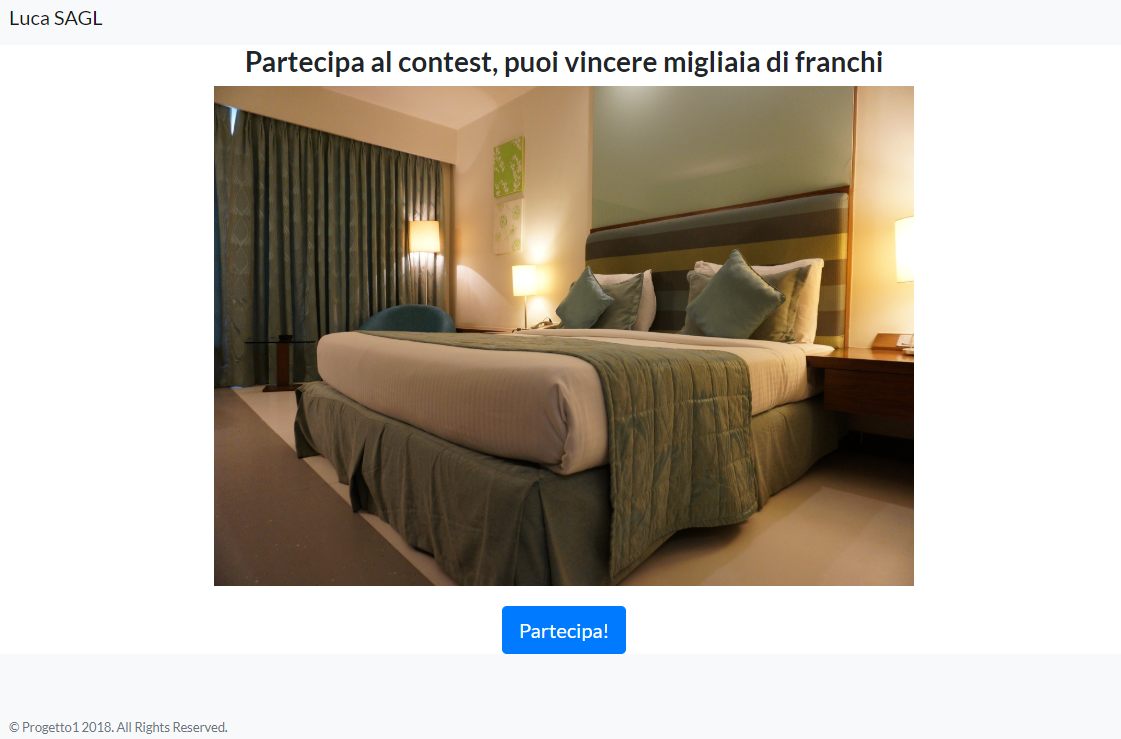 Luca SAGL
Partecipa al contest, puoi vincere migliaia di franchi
Partecipa!
© Progetto1 2018. All Rights Reserved.